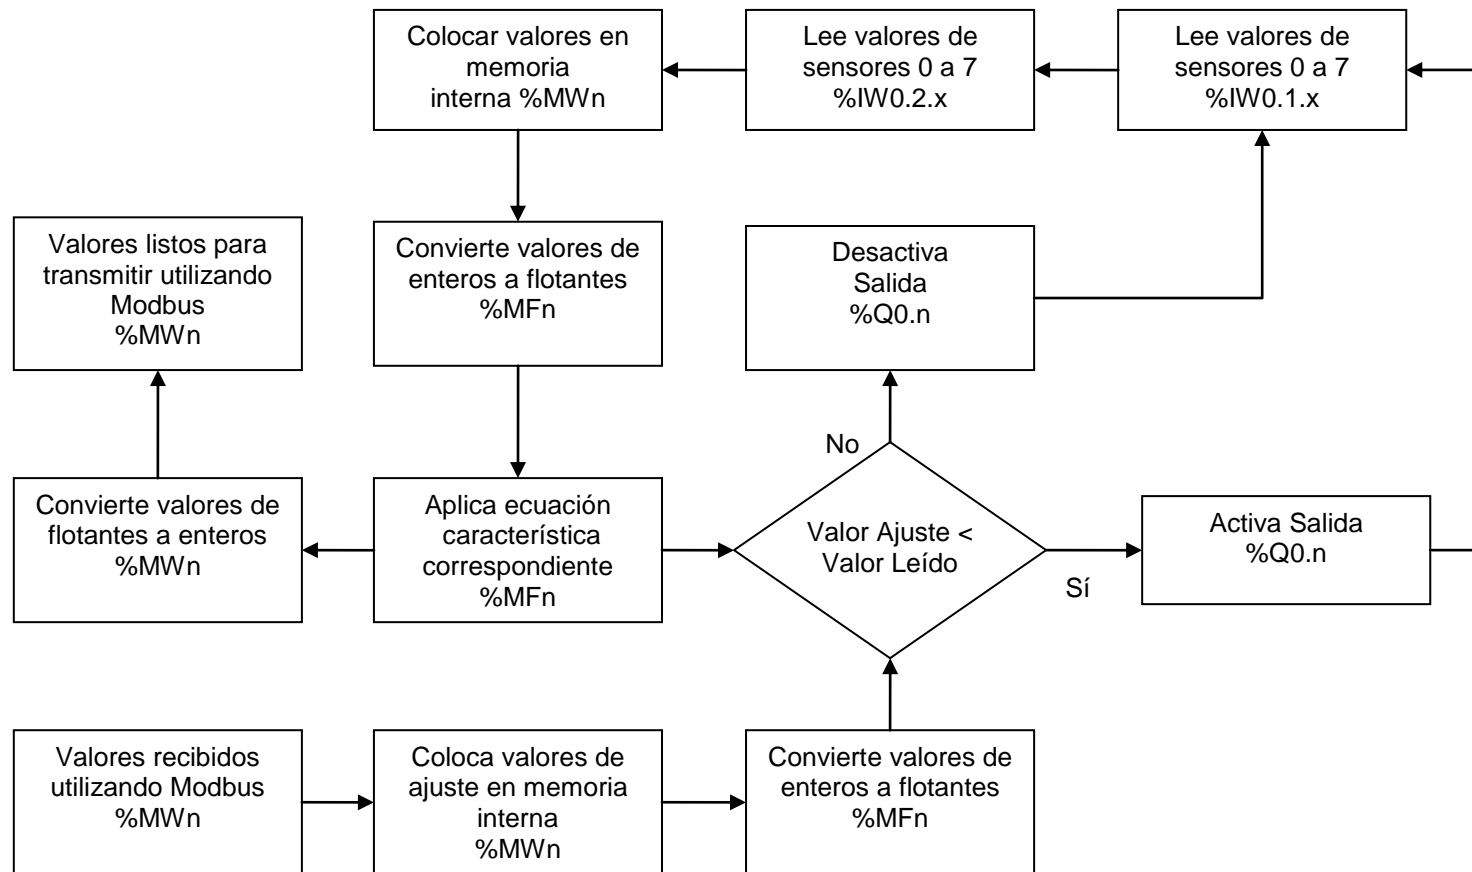 Colocar valores en
memoria
interna %MWn
Lee valores de
sensores 0 a 7
%IW0.2.x
Lee valores de
sensores 0 a 7
%IW0.1.x
Valores listos para
transmitir utilizando
Modbus
%MWn
Convierte valores de
enteros a flotantes
%MFn
Desactiva
Salida
%Q0.n
No
Convierte valores de
flotantes a enteros
%MWn
Aplica ecuación
característica
correspondiente
%MFn
Valor Ajuste <
Valor Leído
Sí
Activa Salida
%Q0.n
Valores recibidos
utilizando Modbus
%MWn
Coloca valores de
ajuste en memoria
interna
%MWn
Convierte valores de
enteros a flotantes
%MFn